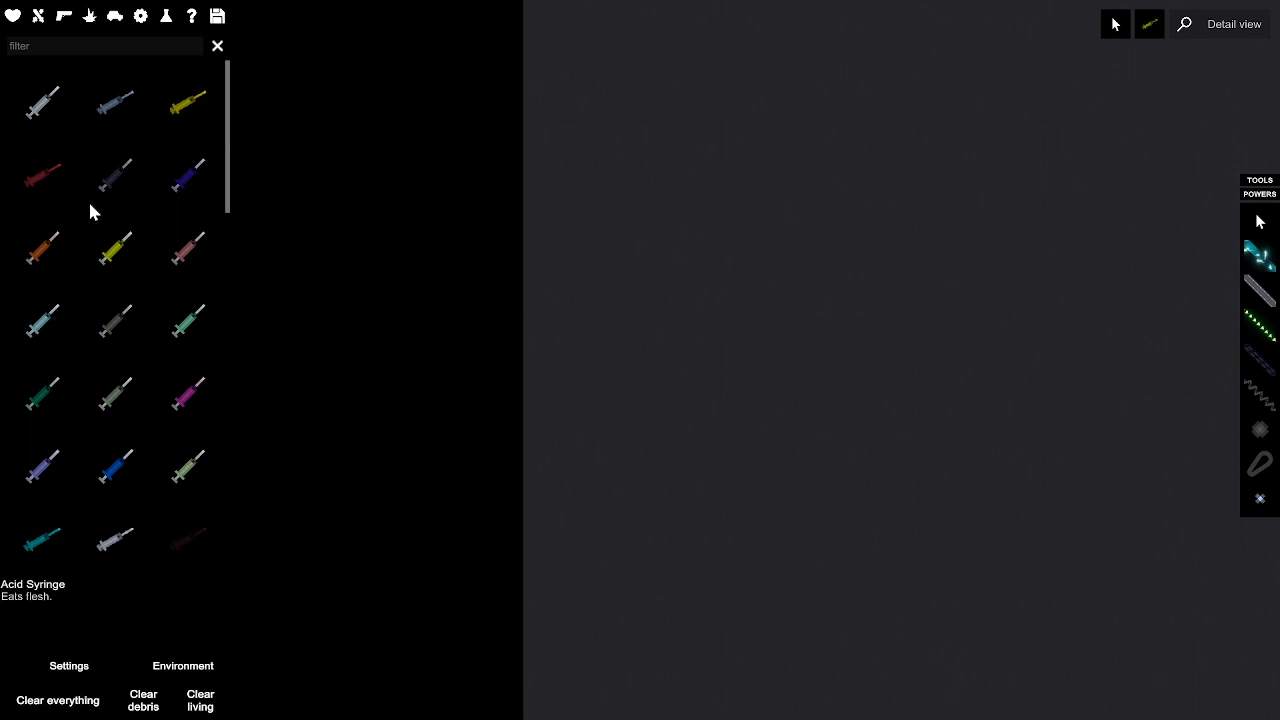 filter
Detail view
TOOLS
POWERS
Acid Syringe
Eats flesh.
Settings
Environment
Clear everything
Clear debris
Clear living